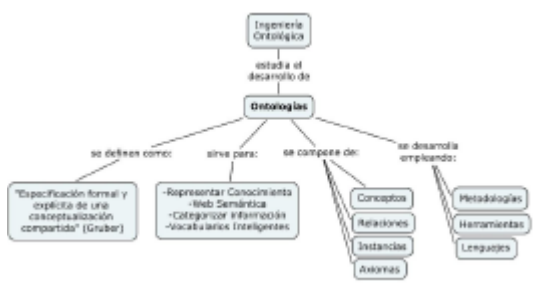 Ingeniería
Ontológica
estudia el
desarrollo de
Ontologías
se definen como:
sirve para:
se compone de:
se desarrolla
empleando:
"Especificación formal y
explícita de una
conceptualización
compartida" (Gruber)
-Representar Conocimiento
-Web Semántica
-Categorizar información
-Vocabularios Inteligentes
Conceptos
Relaciones
Instancias
Axiomas
Metodologías
Herramientas
Lenguajes